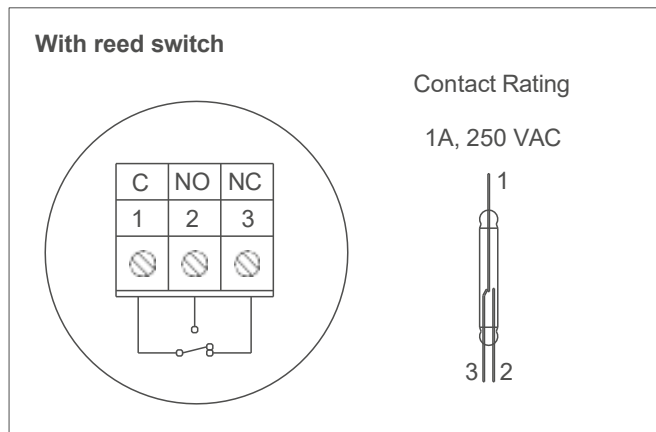 With reed switch
Contact Rating
1A, 250 VAC
C NO NC
1 2 3
1
3 2